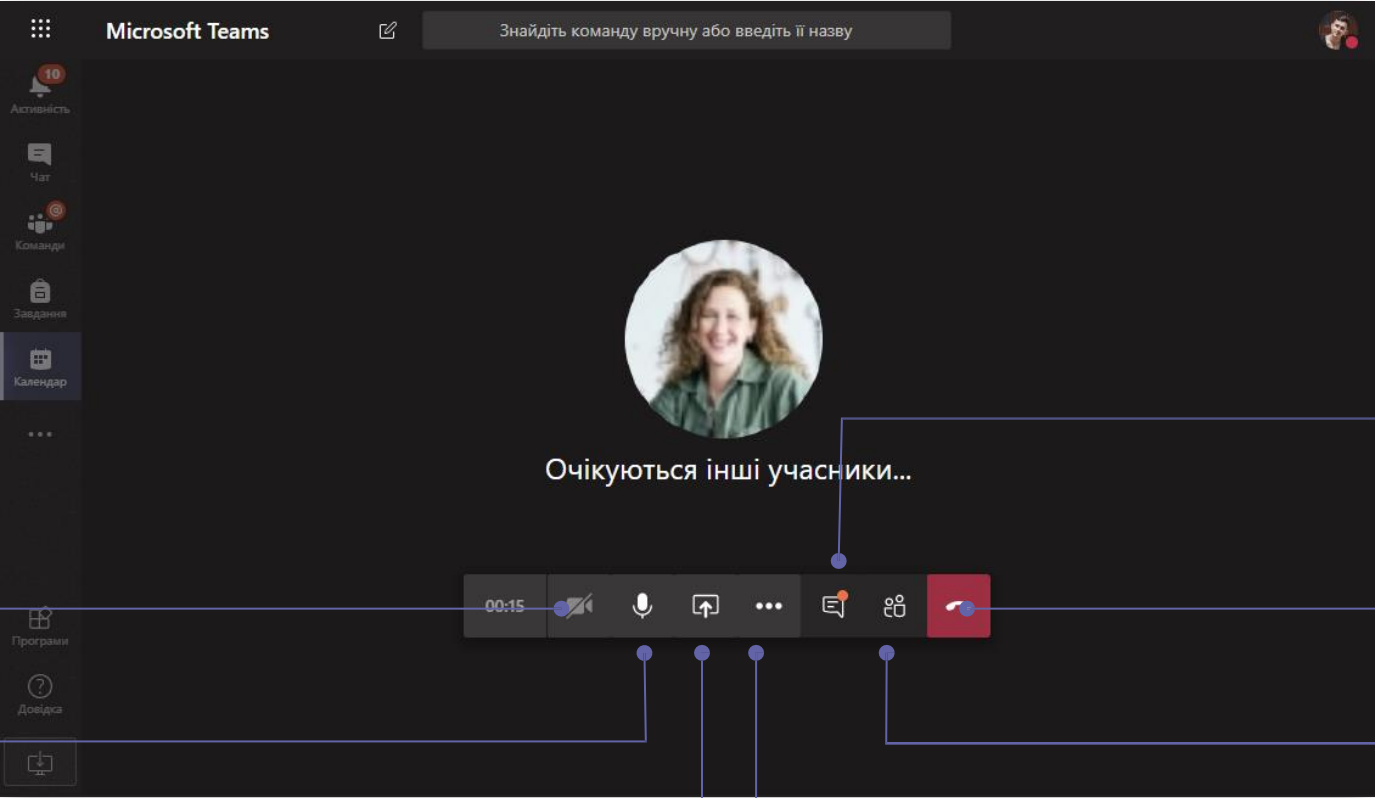 Microsoft Teams
Знайдіть команду вручну або введіть її назву
10
Активність
Чат
@
Команди
Завдання
Календар
Очікуються інші учасники...
00:15
Програми
Довідка